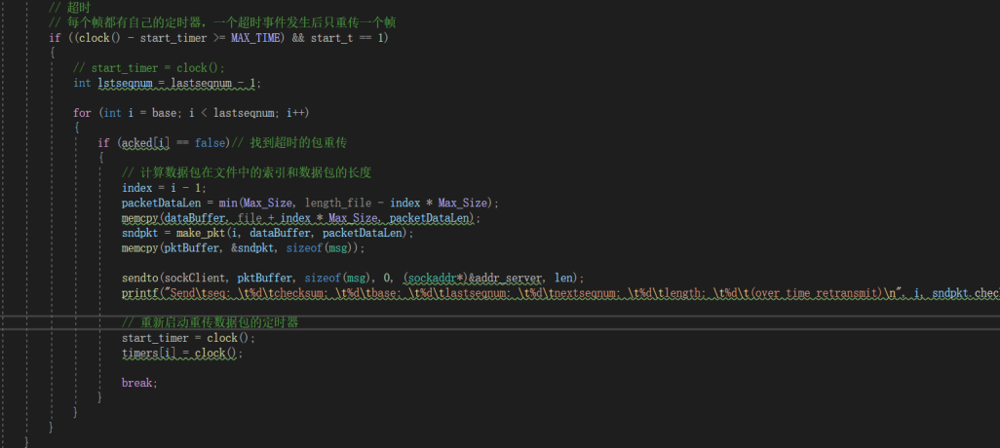 // 超时
// 每个帧都有自己的定时器，一个超时事件发生后只重传一个帧
if ((clock() - start_timer >= MAX_TIME) && start_t == 1)
{
// start_timer = clock();
int lstseqnum = lastseqnum - 1;
for (int i = base; i < lastseqnum; i++)
{
if (acked[i] == false)// 找到超时的包重传
{
// 计算数据包在文件中的索引和数据包的长度
index = i - 1;
packetDataLen = min(Max_Size, length_file - index * Max_Size);
memcpy(dataBuffer, file + index * Max_Size, packetDataLen);
sndpkt = make_pkt(i, dataBuffer, packetDataLen);
memcpy(pktBuffer, &sndpkt, sizeof(msg));
sendto(sockClient, pktBuffer, sizeof(msg), 0, (sockaddr*)&addr_server, len);
printf("Send\tseq: \t%d\tchecksum: \t%d\tbase: \t%d\tlastseqnum: \t%d\tnextseqnum: \t%d\tlength: \t%d\t(over time retransmit)\n", i, sndpkt.chec
// 重新启动重传数据包的定时器
start_timer = clock();
timers[i] = clock();
break;
}
}
}
}